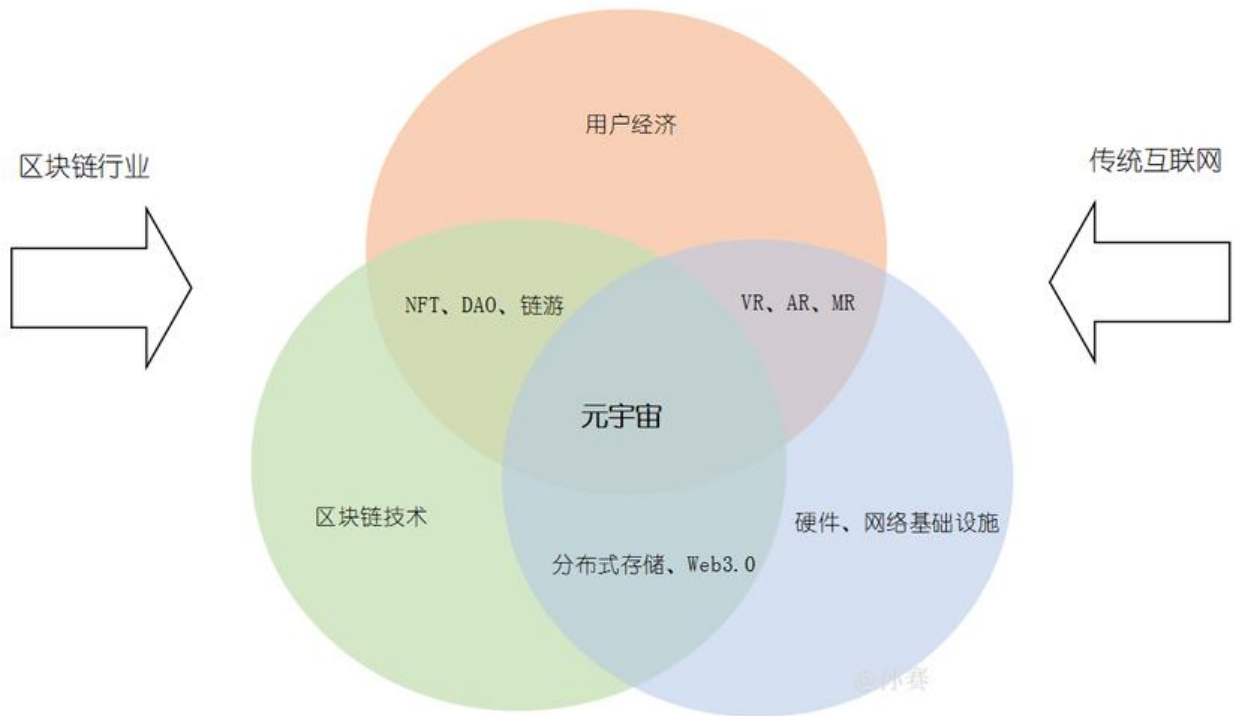 用户经济
区块链行业
传统互联网
NFT、DAO、链游
VR、AR、MR
元宇宙
区块链技术
硬件、网络基础设施
分布式存储、Web3.0
@孙赛